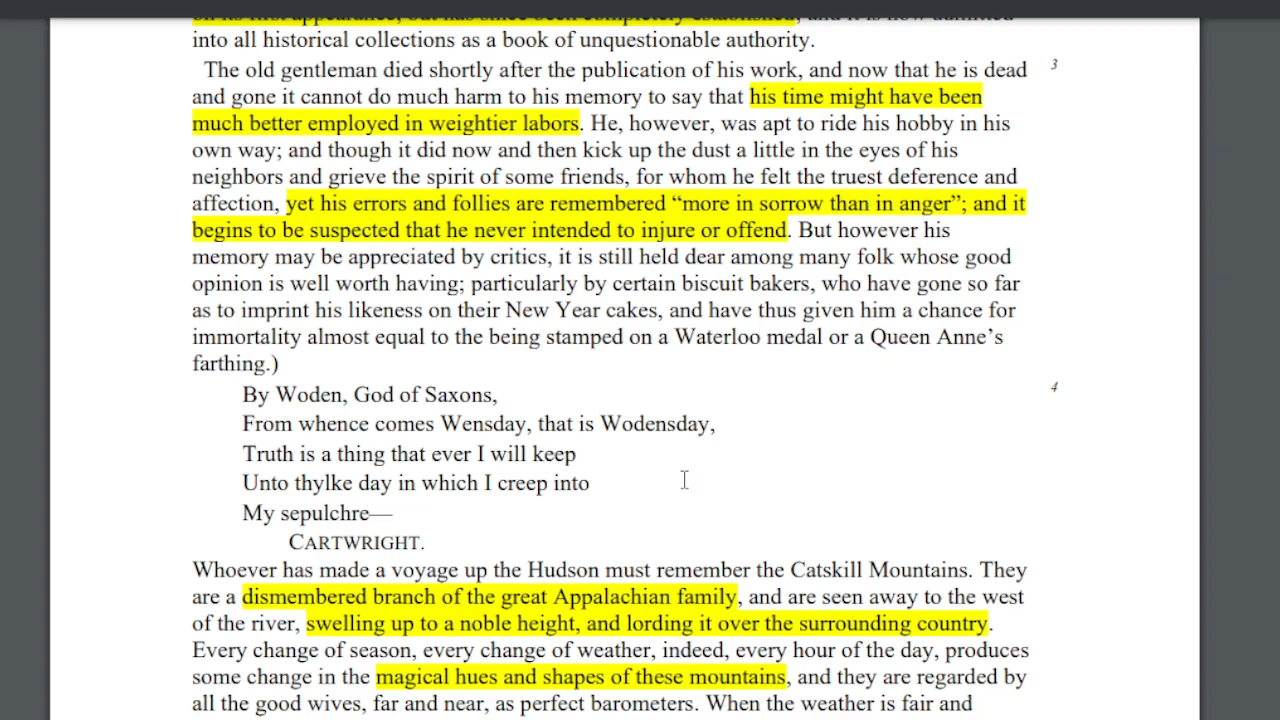 on its first appearance, but has since been completely established; and it is now admitted
into all historical collections as a book of unquestionable authority.
The old gentleman died shortly after the publication of his work, and now that he is dead 3
and gone it cannot do much harm to his memory to say that his time might have been
much better employed in weightier labors. He, however, was apt to ride his hobby in his
own way; and though it did now and then kick up the dust a little in the eyes of his
neighbors and grieve the spirit of some friends, for whom he felt the truest deference and
affection, yet his errors and follies are remembered “more in sorrow than in anger”; and it
begins to be suspected that he never intended to injure or offend. But however his
memory may be appreciated by critics, it is still held dear among many folk whose good
opinion is well worth having; particularly by certain biscuit bakers, who have gone so far
as to imprint his likeness on their New Year cakes, and have thus given him a chance for
immortality almost equal to the being stamped on a Waterloo medal or a Queen Anne’s
farthing.)
By Woden, God of Saxons, 4
From whence comes Wensday, that is Wodensday,
Truth is a thing that ever I will keep
Unto thylke day in which I creep into
My sepulchre—
CARTWRIGHT.
Whoever has made a voyage up the Hudson must remember the Catskill Mountains. They
are a dismembered branch of the great Appalachian family, and are seen away to the west
of the river, swelling up to a noble height, and lording it over the surrounding country.
Every change of season, every change of weather, indeed, every hour of the day, produces
some change in the magical hues and shapes of these mountains, and they are regarded by
all the good wives, far and near, as perfect barometers. When the weather is fair and